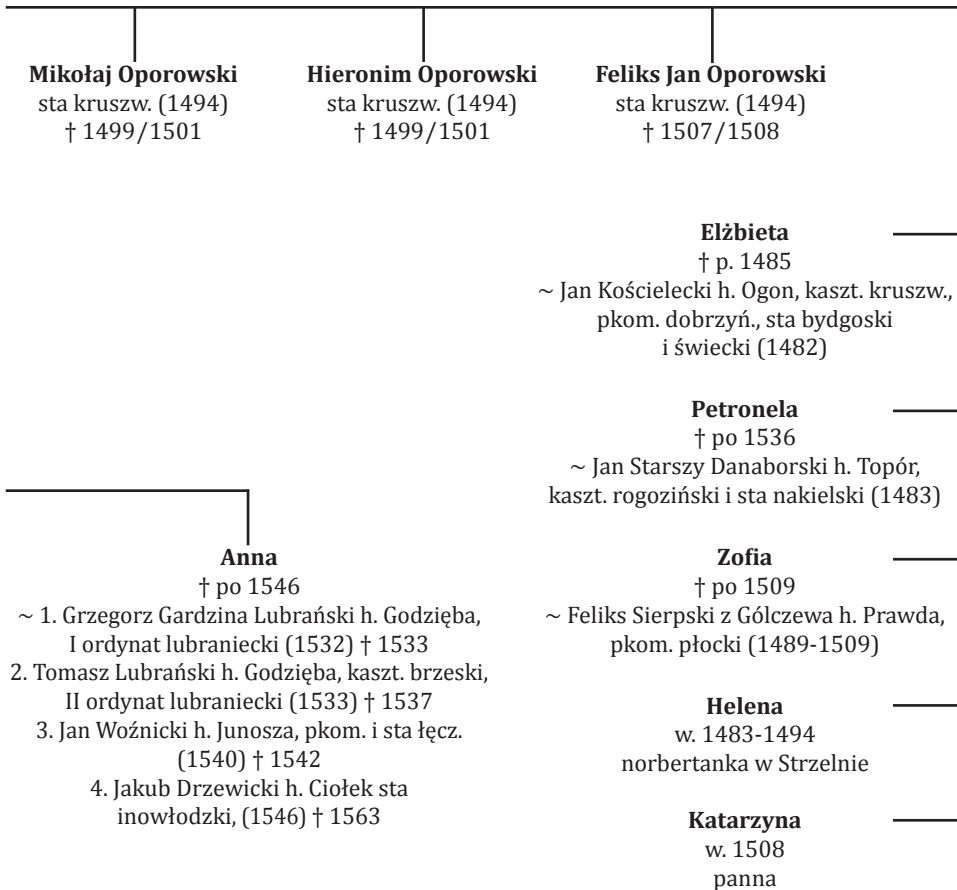 Mikołaj Oporowski
sta kruszw. (1494)
† 1499/1501
Hieronim Oporowski
sta kruszw. (1494)
† 1499/1501
Feliks Jan Oporowski
sta kruszw. (1494)
† 1507/1508
Elżbieta
† p. 1485
~ Jan Kościelecki h. Ogon, kaszt. kruszw.,
pkom. dobrzyń., sta bydgoski
i świecki (1482)
Petronela
† po 1536
~ Jan Starszy Danaborski h. Topór,
kaszt. rogoziński i sta nakielski (1483)
Anna
† po 1546
~ 1. Grzegorz Gardzina Lubrański h. Godzięba,
I ordynat lubraniecki (1532) † 1533
2. Tomasz Lubrański h. Godzięba, kaszt. brzeski,
II ordynat lubraniecki (1533) † 1537
3. Jan Woźnicki h. Junosza, pkom. i sta łęcz.
(1540) † 1542
4. Jakub Drzewicki h. Ciołek sta
inowłodzki, (1546) † 1563
Zofia
† po 1509
~ Feliks Sierpski z Gólczewa h. Prawda,
pkom. płocki (1489-1509)
Helena
w. 1483-1494
norbertanka w Strzelnie
Katarzyna
w. 1508
panna